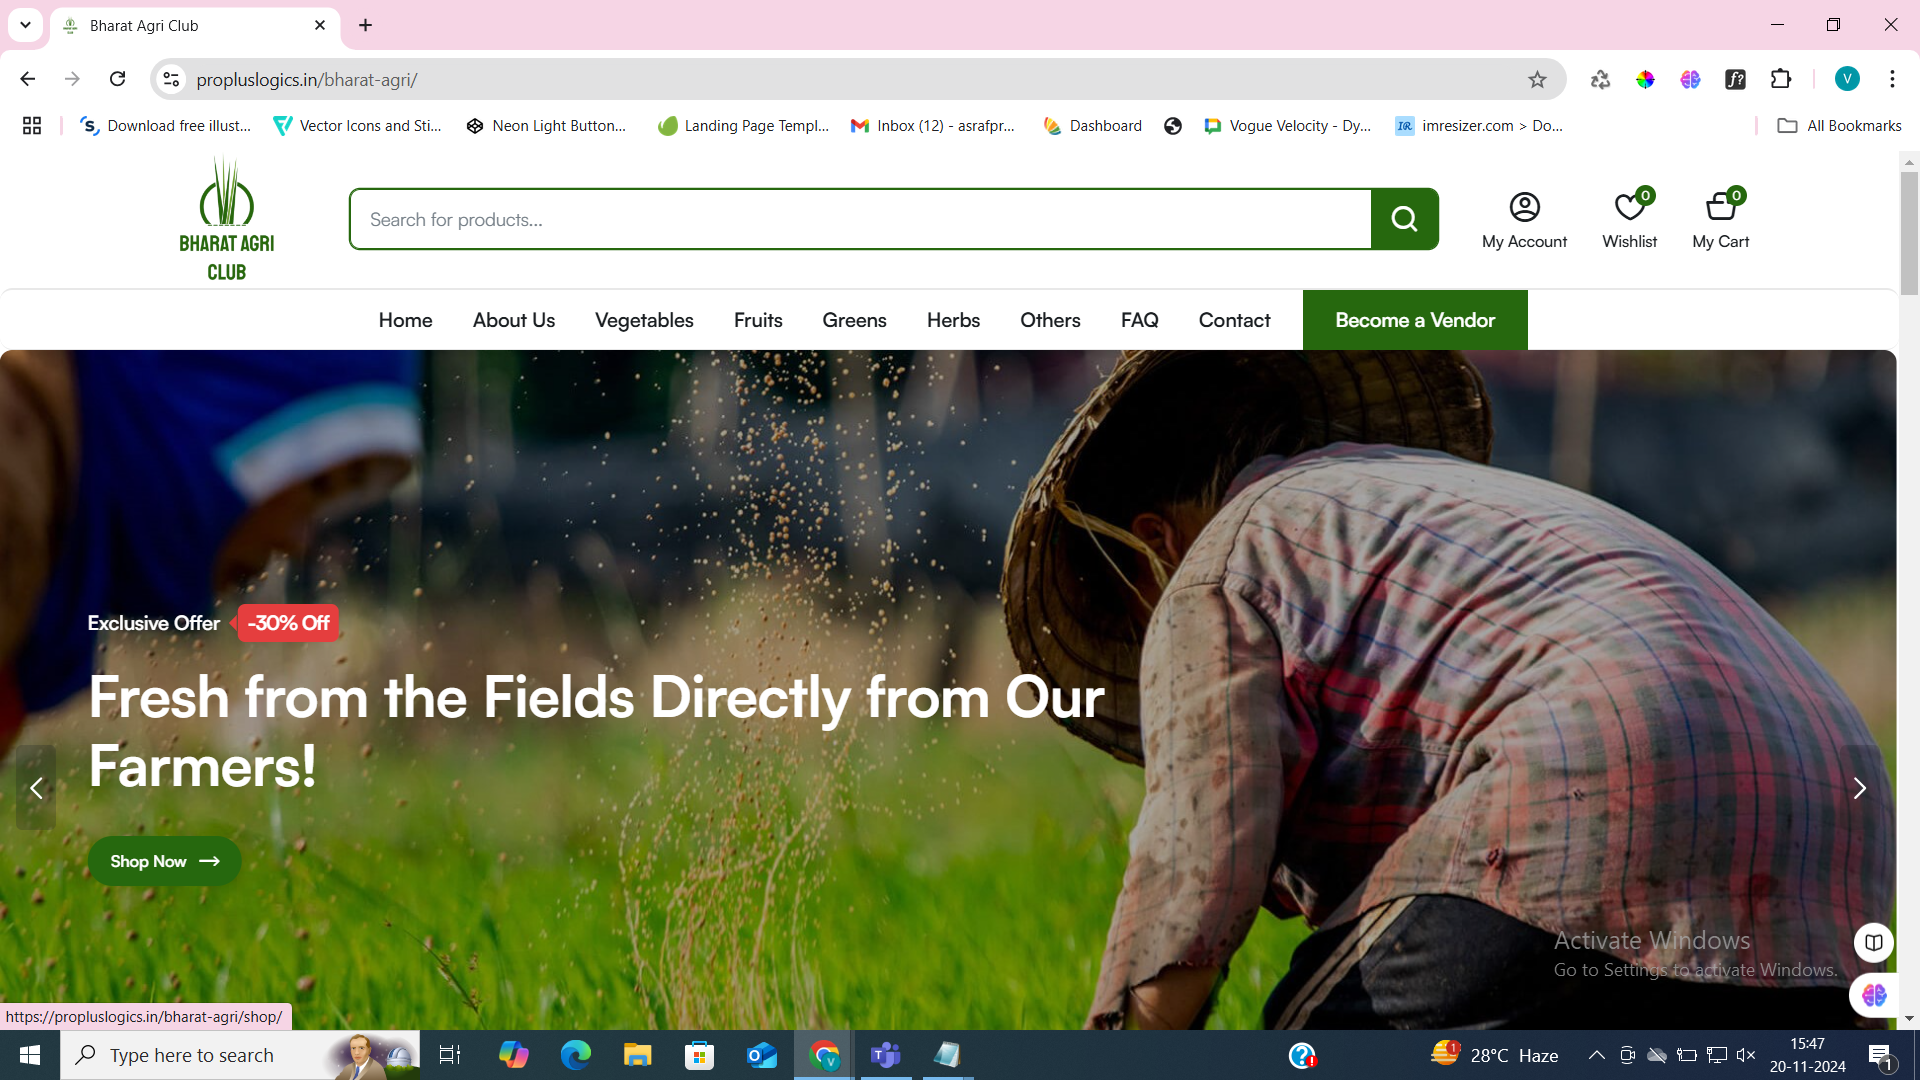 Bharat Agri Club
propluslogics.in/bharat-agri/
Download free illust...
Vector Icons and Sti...
Neon Light Button...
Landing Page Templ...
Inbox (12) - asrafpr...
Dashboard
Vogue Velocity - Dy...
IR
imresizer.com > Do...
All Bookmarks
V
BHARAT AGRI
CLUB
Search for products...
My Account
0
Wishlist
0
My Cart
Home
About Us
Vegetables
Fruits
Greens
Herbs
Others
FAQ
Contact
Become a Vendor
Exclusive Offer
-30% Off
Fresh from the Fields Directly from Our
Farmers!
Shop Now
Activate Windows
Go to Settings to activate Windows.
https://propluslogics.in/bharat-agri/shop/
Type here to search
1
28°C Haze
15:47
20-11-2024
1